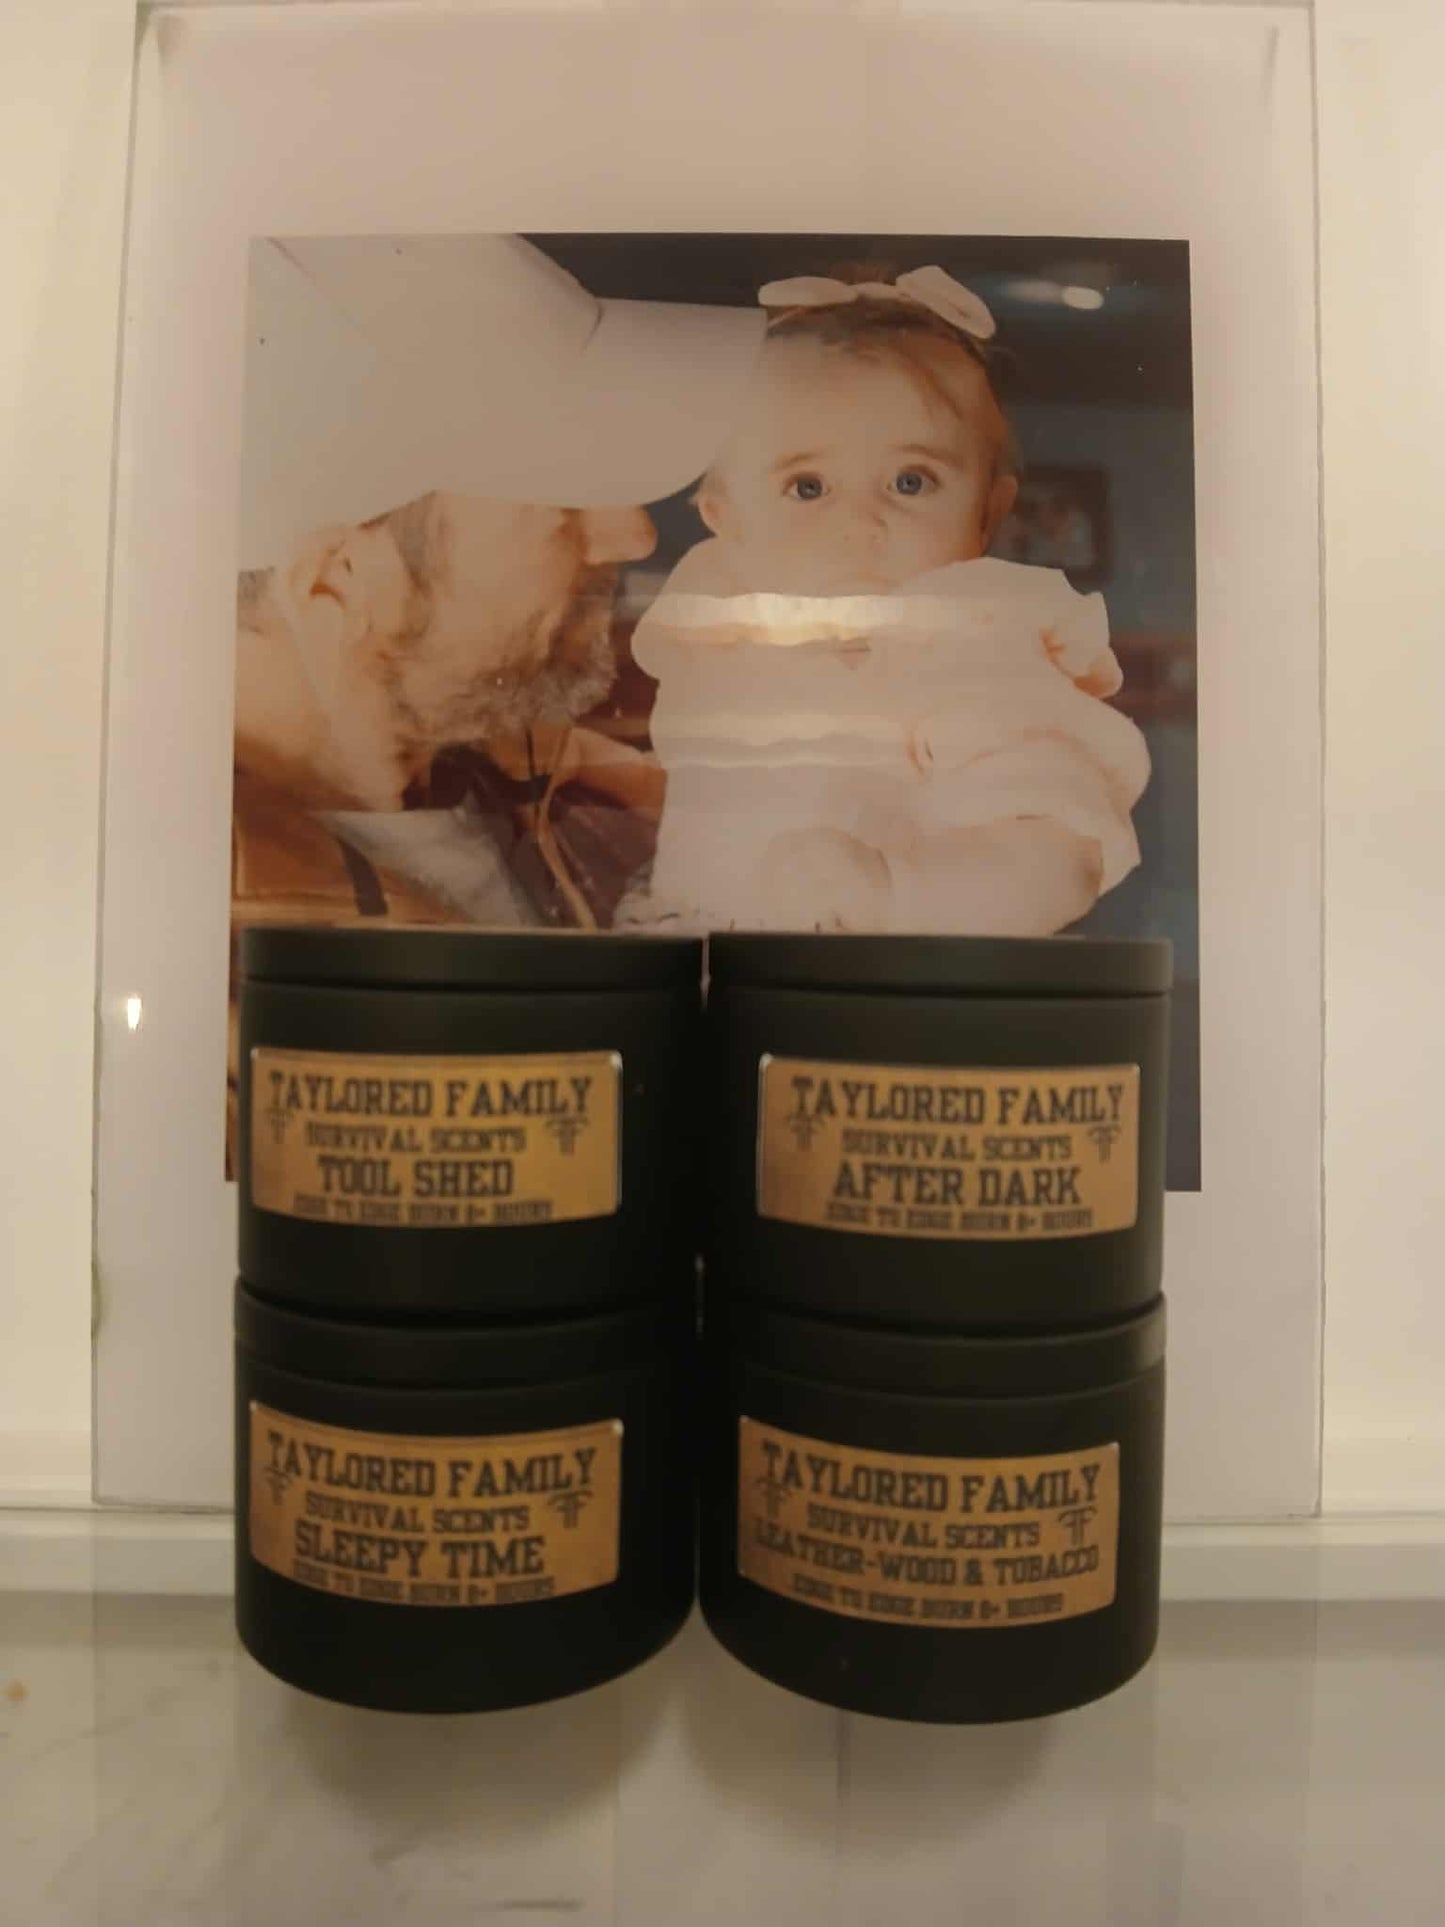 TAYLORED FAMILY
SURVIVAL SCENTS
TOOL SHED
EDGE TO EDGE BURN 8+ HOURS
TAYLORED FAMILY
SURVIVAL SCENTS
AFTER DARK
EDGE TO EDGE BURN 8+ HOURS
TAYLORED FAMILY
SURVIVAL SCENTS
SLEEPY TIME
EDGE TO EDGE BURN 8+ HOURS
TAYLORED FAMILY
SURVIVAL SCENTS
LEATHER-WOOD & TOBACCO
EDGE TO EDGE BURN 8+ HOURS